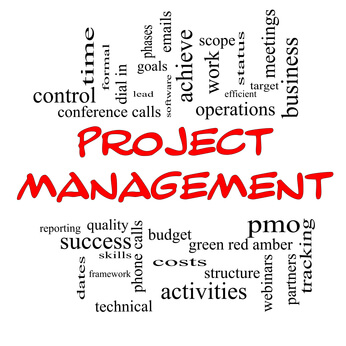 time
formal
dial in
phases
goals
emails
achieve
scope
work
status
meetings
business
control
lead
software
efficient
target
conference calls
operations
PROJECT
MANAGEMENT
reporting
quality
success
skills
dates
framework
phone calls
technical
budget
green red amber
costs
structure
activities
pmo
webinars
partners
tracking